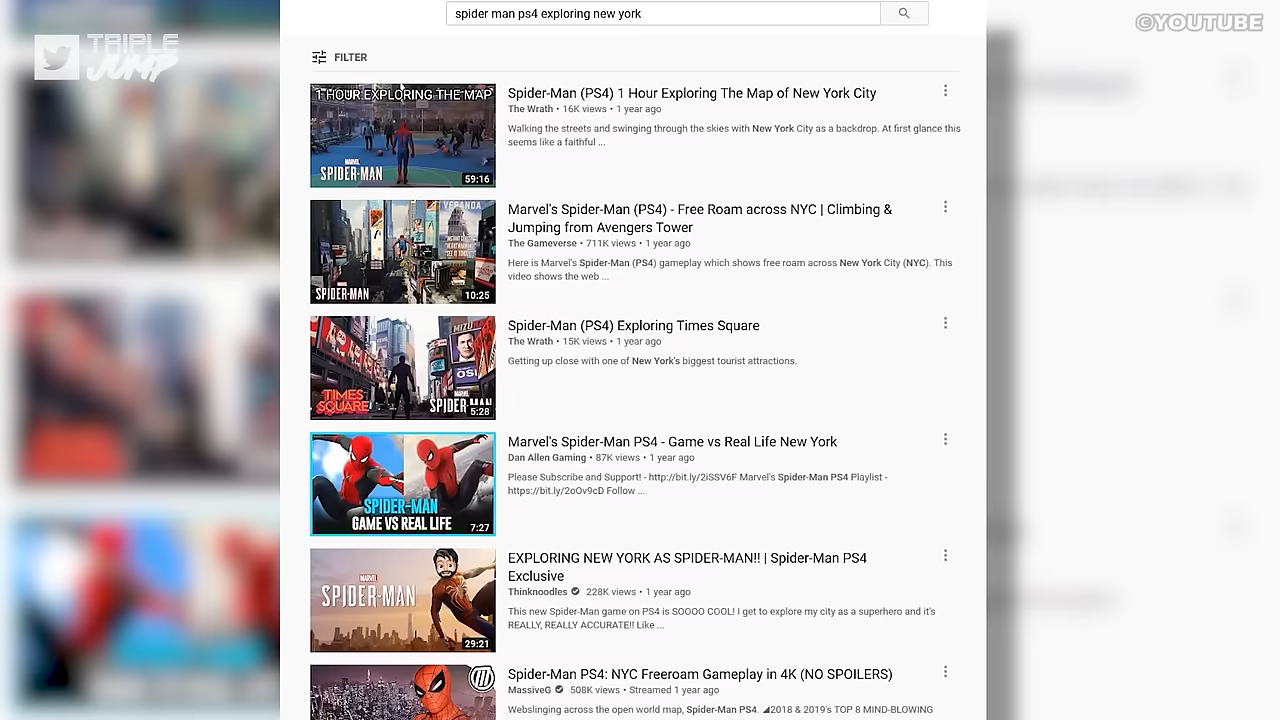 spider man ps4 exploring new york
©YOUTUBE
TRIPLE
JUMP
FILTER
1 HOUR EXPLORING THE MAP
MARVEL
SPIDER-MAN
59:16
Spider-Man (PS4) 1 Hour Exploring The Map of New York City
The Wrath • 16K views • 1 year ago
Walking the streets and swinging through the skies with New York City as a backdrop. At first glance this
seems like a faithful ...
VERANDA
SPIDER-MAN
10:25
Marvel's Spider-Man (PS4) - Free Roam across NYC | Climbing &
Jumping from Avengers Tower
The Gameverse • 711K views • 1 year ago
Here is Marvel's Spider-Man (PS4) gameplay which shows free roam across New York City (NYC). This
video shows the web ...
MIZU
OS
TIMES
SQUARE
MARVEL
SPIDER-MAN
5:28
Spider-Man (PS4) Exploring Times Square
The Wrath • 15K views • 1 year ago
Getting up close with one of New York's biggest tourist attractions.
SPIDER-MAN
GAME VS REAL LIFE
7:27
Marvel's Spider-Man PS4 - Game vs Real Life New York
Dan Allen Gaming • 87K views • 1 year ago
Please Subscribe and Support! - http://bit.ly/2iSSV6F Marvel's Spider-Man PS4 Playlist -
https://bit.ly/2oOv9cD Follow ...
MARVEL
SPIDER-MAN
29:21
EXPLORING NEW YORK AS SPIDER-MAN!! | Spider-Man PS4
Exclusive
Thinknoodles 228K views • 1 year ago
This new Spider-Man game on PS4 is SOOOO COOL! I get to explore my city as a superhero and it's
REALLY, REALLY ACCURATE!! Like ...
Spider-Man PS4: NYC Freeroam Gameplay in 4K (NO SPOILERS)
MassiveG 508K views • Streamed 1 year ago
Webslinging across the open world map, Spider-Man PS4. ◢2018 & 2019's TOP 8 MIND-BLOWING